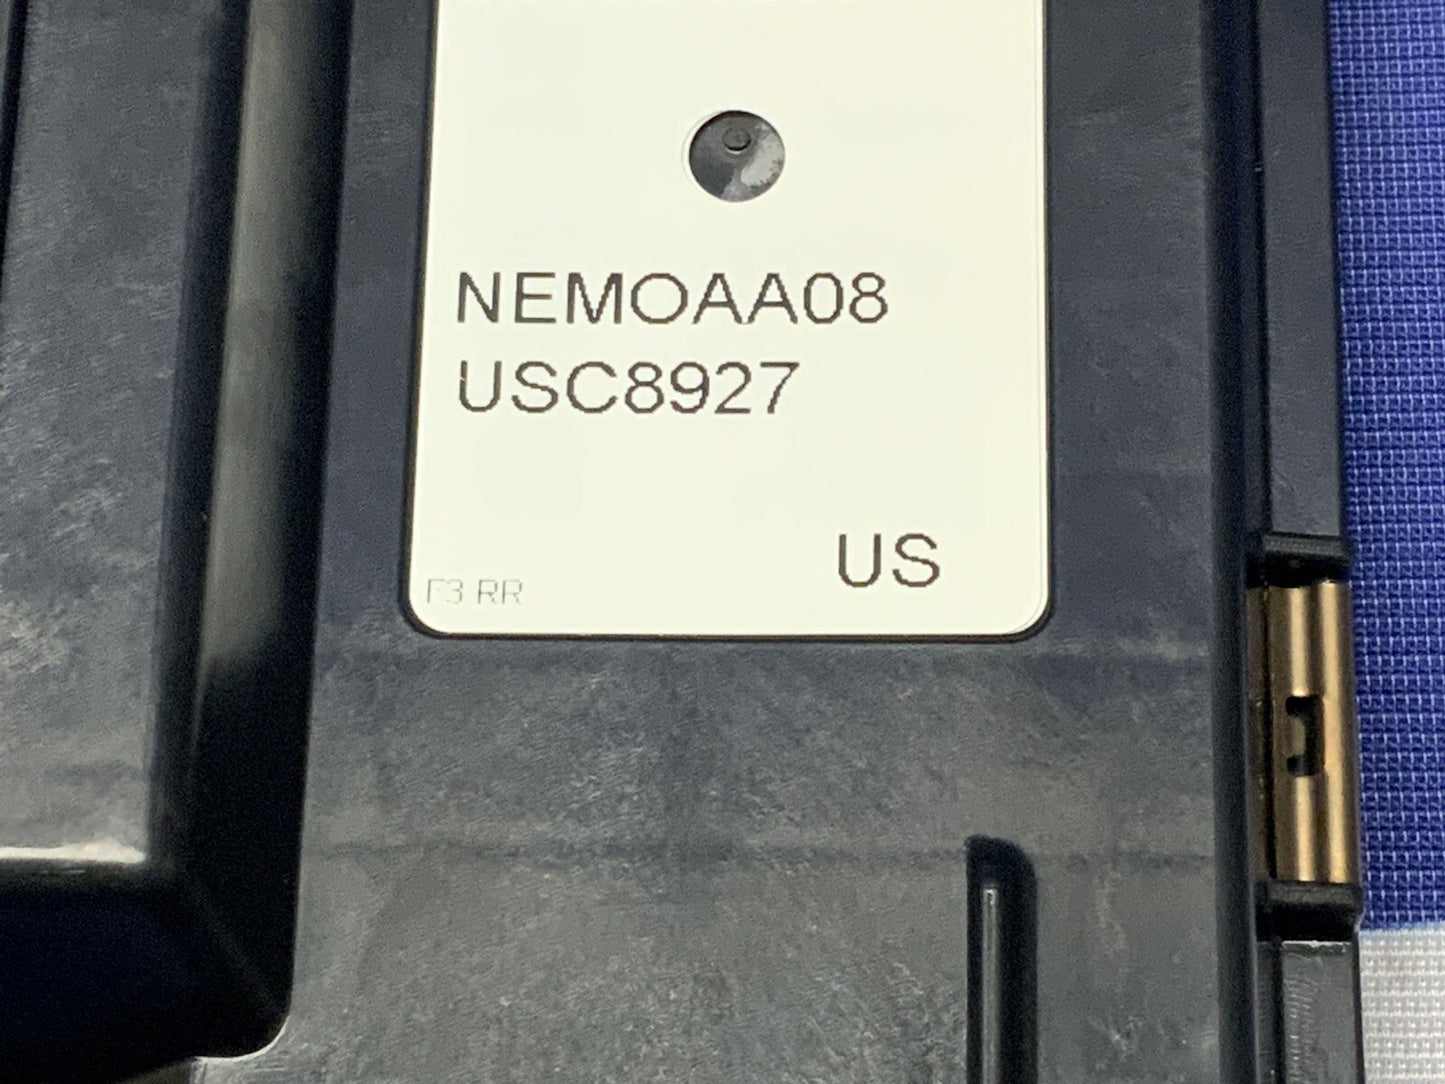 NEMOAA08
USC8927
US
F3 RR